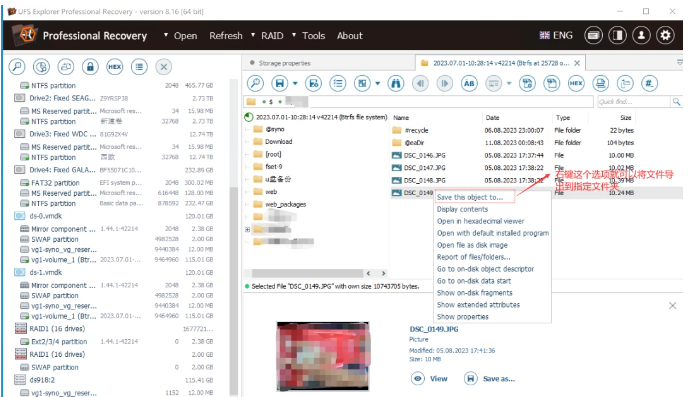 UFS Explorer Professional Recovery - version 8.16 (64 bit)
Professional Recovery
Open Refresh RAID Tools About
ENG
HEX
NTFS partition 2048 465.77 GB
Drive2: Fixed SEAG... Z9YRSP3B 2.73 TB
MS Reserved partit... Microsoft res... 34 15.98 MB
NTFS partition 新建卷 32768 2.73 TB
Drive3: Fixed WDC ... 81G92X4V 12.74 TB
MS Reserved partit... Microsoft res... 34 15.98 MB
NTFS partition 西数 32768 12.74 TB
Drive4: Fixed GALA... BF35071C10... 232.89 GB
FAT32 partition EFI system p... 2048 300.02 MB
MS Reserved partit... Microsoft res... 616448 128.00 MB
NTFS partition Basic data pa... 878592 232.47 GB
ds-0.vmdk 120.01 GB
Mirror component ... 1.44.1-42214 2048 2.38 GB
SWAP partition 4982528 2.00 GB
vg1-syno_vg_reser... 9440384 12.00 MB
vg1-volume_1 (Btr... 2023.07.01-... 9464960 115.01 GB
ds-1.vmdk 120.01 GB
Mirror component ... 1.44.1-42214 2048 2.38 GB
SWAP partition 4982528 2.00 GB
vg1-syno_vg_reser... 9440384 12.00 MB
vg1-volume_1 (Btr... 2023.07.01-... 9464960 115.01 GB
RAID1 (16 drives) 1677721...
Ext2/3/4 partition 1.44.1-42214 0 2.38 GB
RAID1 (16 drives) 2.00 GB
SWAP partition 0 2.00 GB
ds918:2 115.41 GB
vg1-syno_vg_reser... 1152 12.00 MB
Storage properties
2023.07.01-10:28:14 v42214 (Btrfs at 25728 o...
AB HEX
$
Quick find...
2023.07.01-10:28:14 v42214 (Btrfs file system)
@syno
Download
[root]
fset-9
u盘备份
web
web_packages
Name Date Type Size
#recycle 06.08.2023 23:00:07 File folder 22 bytes
@eaDir 11.08.2023 00:08:43 File folder 104 bytes
DSC_0146.JPG 05.08.2023 17:37:44 File 10.00 MB
DSC_0147.JPG 05.08.2023 17:38:22 File 10.02 MB
DSC_0148.JPG 05.08.2023 17:38:22 File 10.39 MB
DSC_0149 File 10.24 MB
右键这个选项就可以将文件导
出到指定文件夹
Save this object to...
Display contents
Open in hexadecimal viewer
Open with default installed program
Open file as disk image
Report of files/folders...
Go to on-disk object descriptor
Go to on-disk data start
Show on-disk fragments
Show extended attributes
Show properties
Selected File "DSC_0149.JPG" with own size 10743705 bytes.
DSC_0149.JPG
Picture
Modified: 05.08.2023 17:41:36
Size: 10 MB
View Save as...